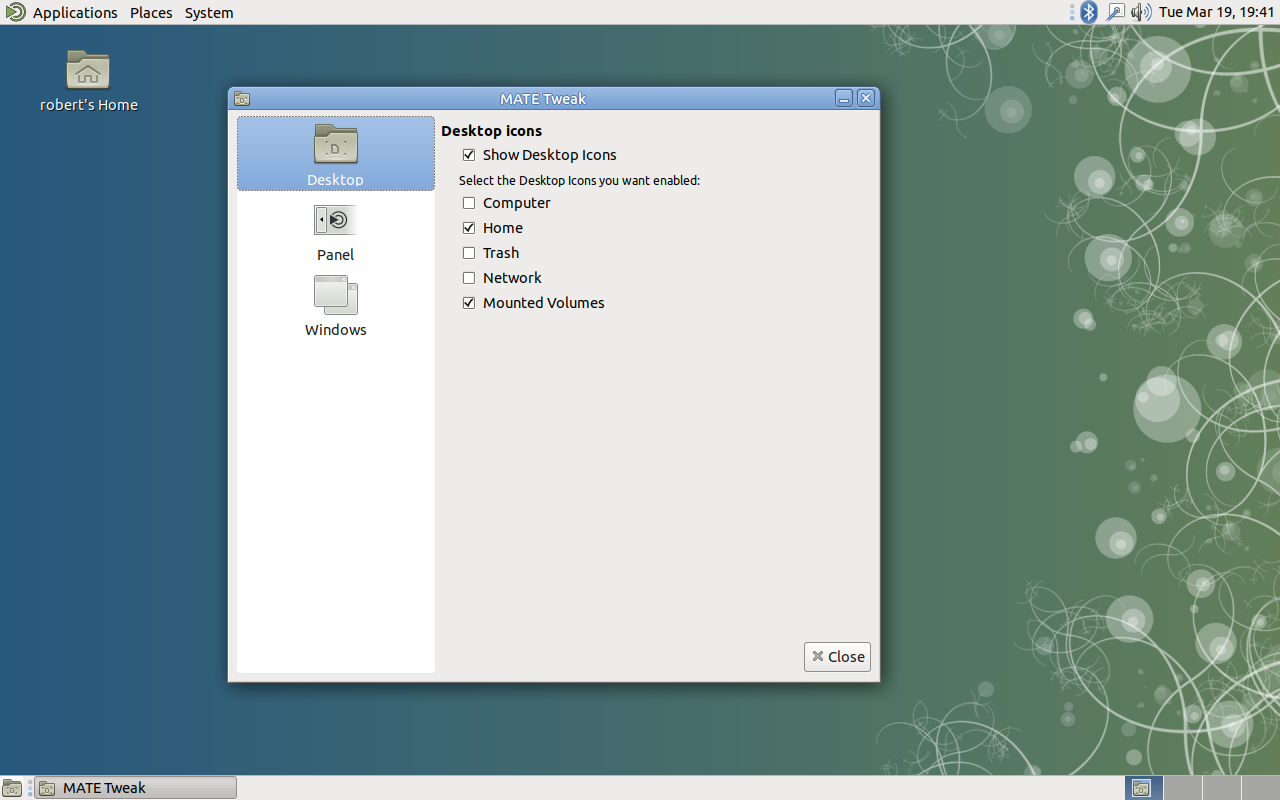 Applications Places System
Tue Mar 19, 19:41
robert's Home
MATE Tweak
Desktop
Panel
Windows
Desktop icons
Show Desktop Icons
Select the Desktop Icons you want enabled:
Computer
Home
Trash
Network
Mounted Volumes
Close
MATE Tweak